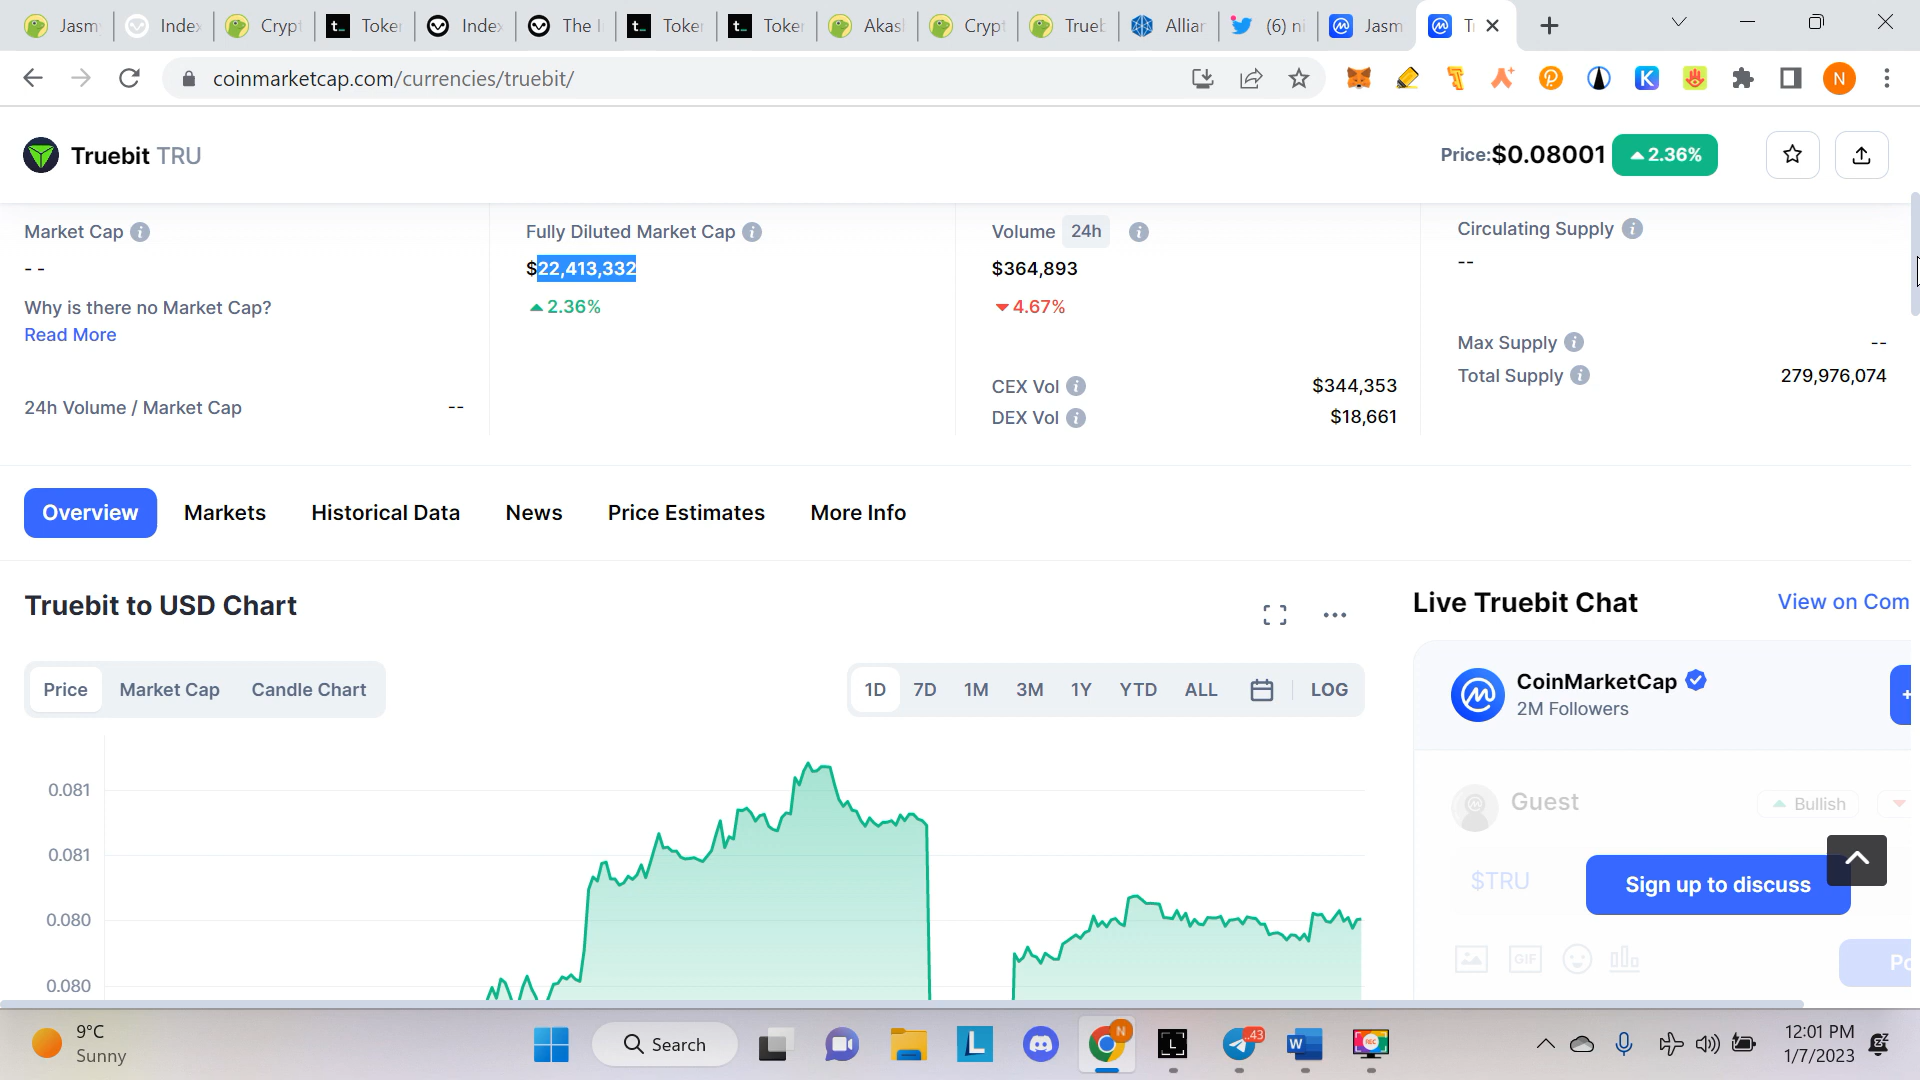 Jasm
Index
Crypt
Toker
Index
The I
Toker
Toker
Akas
Crypt
Trueb
Allian
(6) ni
Jasm
Tr
coinmarketcap.com/currencies/truebit/
N
Truebit TRU
Price:$0.08001 2.36%
Market Cap
Fully Diluted Market Cap
Volume 24h
Circulating Supply
- -
$22,413,332
$364,893
--
2.36%
4.67%
Why is there no Market Cap?
Read More
Max Supply --
Total Supply 279,976,074
CEX Vol $344,353
DEX Vol $18,661
24h Volume / Market Cap --
Overview Markets Historical Data News Price Estimates More Info
Truebit to USD Chart
Live Truebit Chat View on Com
Price Market Cap Candle Chart
1D 7D 1M 3M 1Y YTD ALL LOG
CoinMarketCap
2M Followers
+
0.081
0.081
0.080
0.080
Guest
Bullish
$TRU
Sign up to discuss
GIF
Po
9°C
Sunny
Search
L
N
L
43
W
REC
12:01 PM
1/7/2023